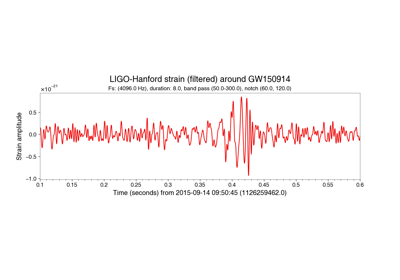 LIGO-Hanford strain (filtered) around GW150914
Fs: (4096.0 Hz), duration: 8.0, band pass (50.0-300.0), notch (60.0, 120.0)
×10⁻²¹
0.5
0.0
−0.5
−1.0
Strain amplitude
0.1 0.15 0.2 0.25 0.3 0.35 0.4 0.45 0.5 0.55 0.6
Time (seconds) from 2015-09-14 09:50:45 (1126259462.0)